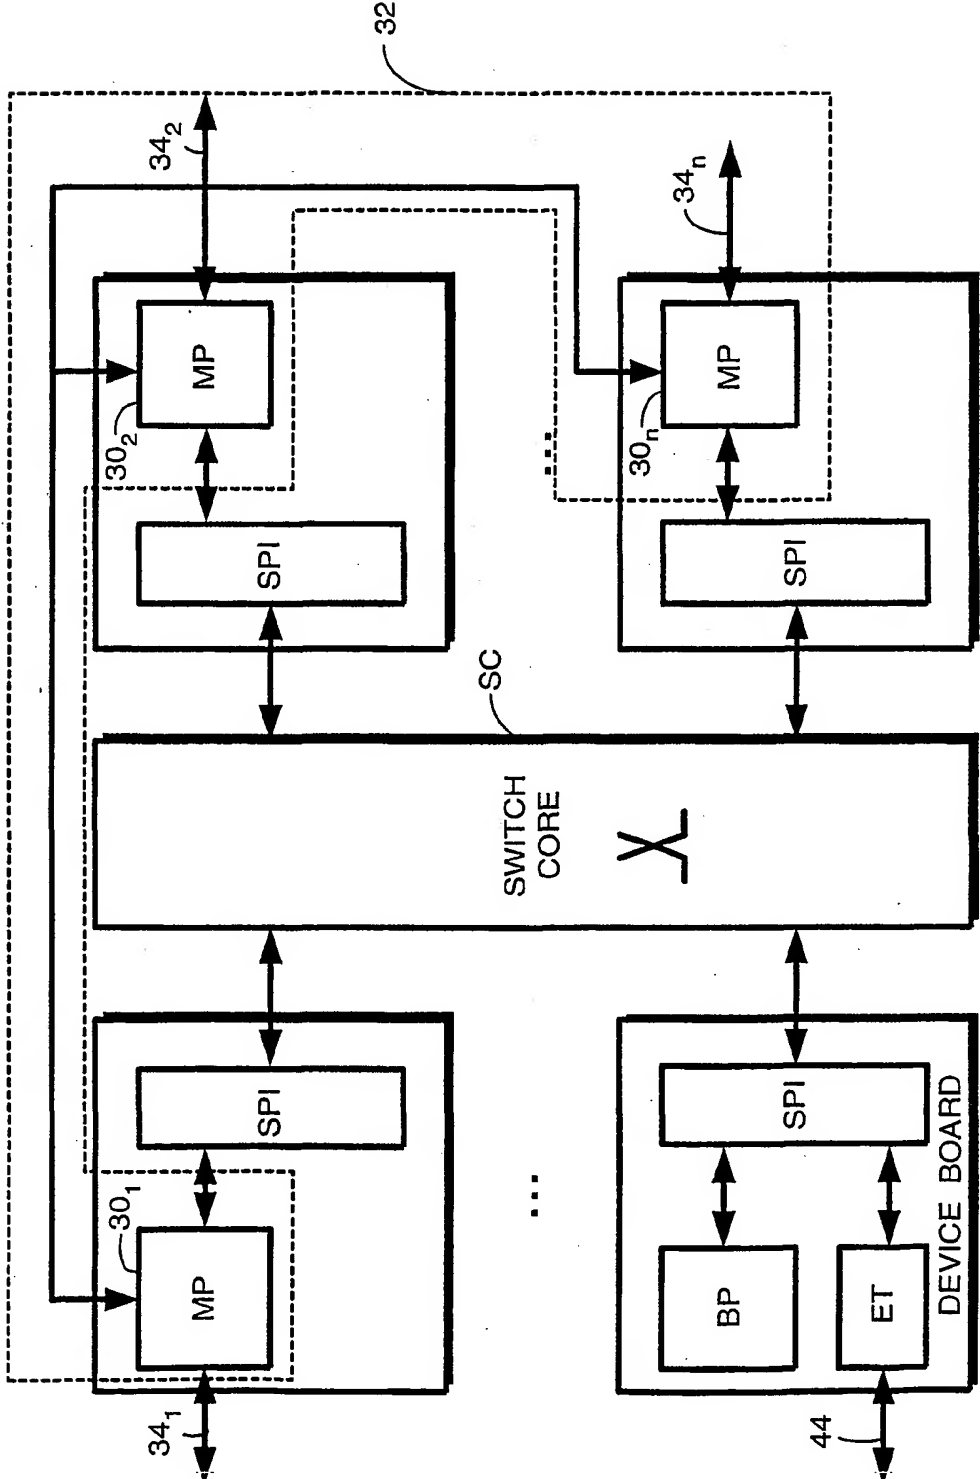 32
34₁
30₁
MP
SPI
SWITCH
CORE
SC
SPI
30₂
MP
34₂
...
...
44
BP
ET
SPI
DEVICE BOARD
SPI
30ₙ
MP
34ₙ